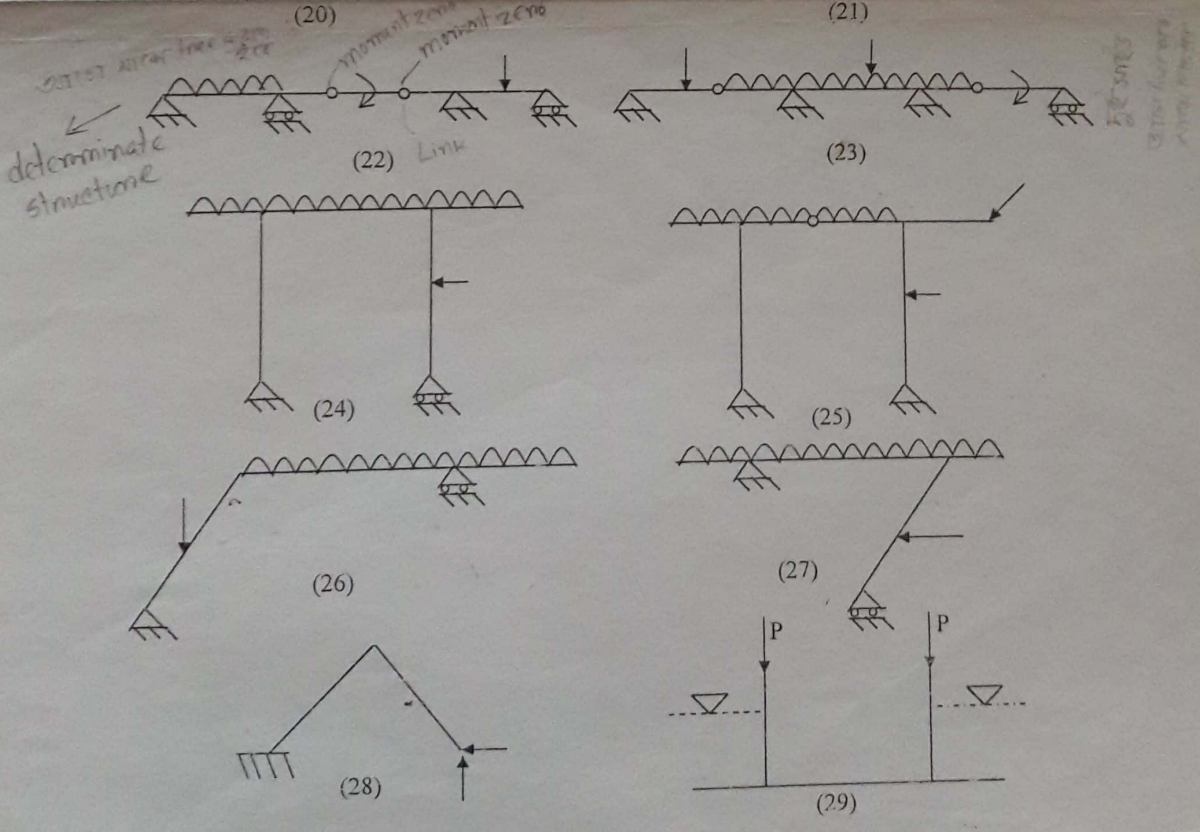 (20)
(21)
moment zero
moment zero
determinate
structure
Link
(22)
(23)
(24)
(25)
(26)
(27)
P
P
(28)
(29)